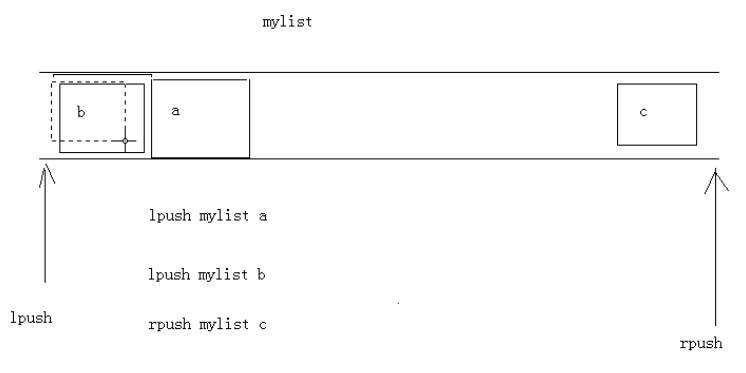 mylist
b
a
c
lpush mylist a
lpush mylist b
lpush
rpush mylist c
rpush